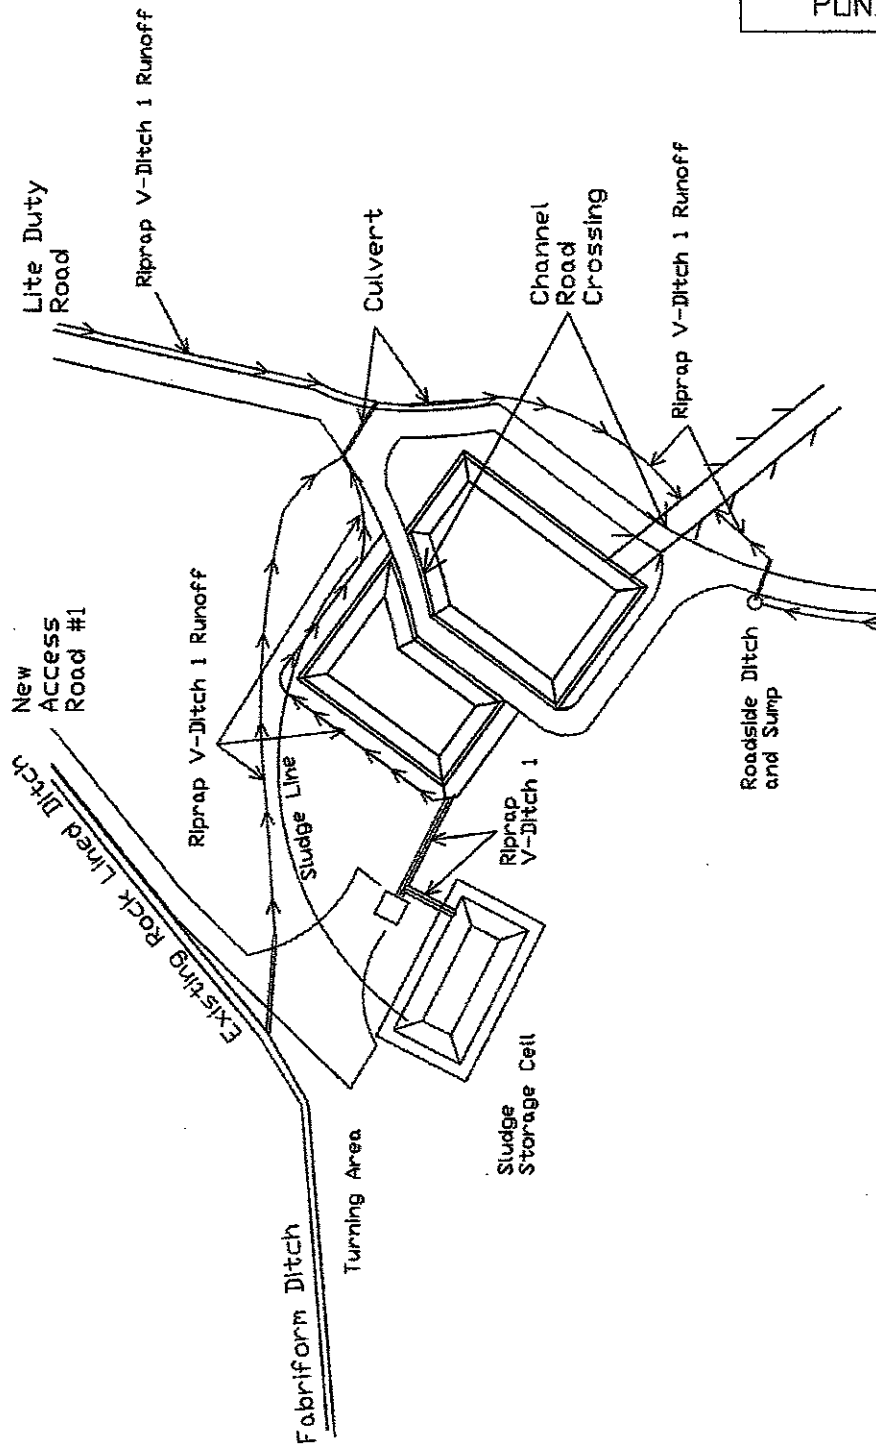 Lite Duty
Road
Riprap V-Ditch 1 Runoff
Culvert
Channel
Road
Crossing
Riprap V-Ditch 1 Runoff
New
Access
Road #1
Existing Rock Lined Ditch
Riprap V-Ditch 1 Runoff
Sludge Line
Riprap
V-Ditch 1
Roadside Ditch
and Sump
Fabriform Ditch
Turning Area
Sludge
Storage Cell